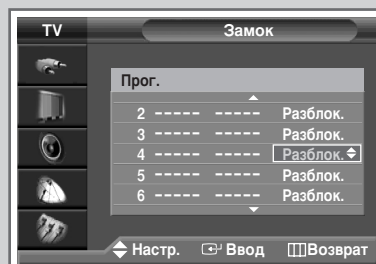 TV Замок
Прог.
2 ----- ----- Разблок.
3 ----- ----- Разблок.
4 ----- ----- Разблок.
5 ----- ----- Разблок.
6 ----- ----- Разблок.
Настр. Ввод Возврат